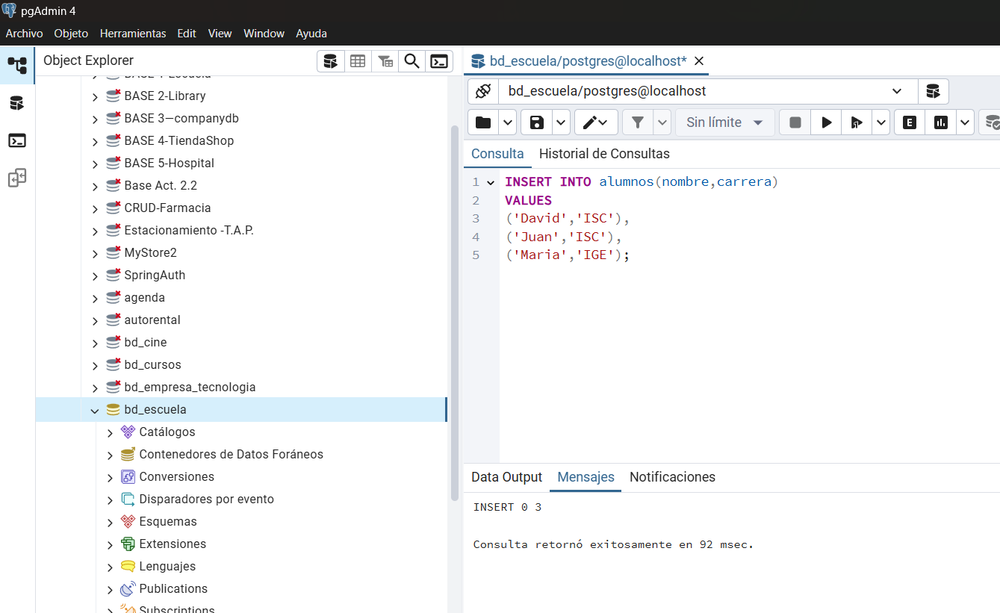 pgAdmin 4
Archivo Objeto Herramientas Edit View Window Ayuda
Object Explorer
BASE 2-Library
BASE 3—companydb
BASE 4-TiendaShop
BASE 5-Hospital
Base Act. 2.2
CRUD-Farmacia
Estacionamiento -T.A.P.
MyStore2
SpringAuth
agenda
autorental
bd_cine
bd_cursos
bd_empresa_tecnologia
bd_escuela
Catálogos
Contenedores de Datos Foráneos
Conversiones
Disparadores por evento
Esquemas
Extensiones
Lenguajes
Publications
Subscriptions
bd_escuela/postgres@localhost*
bd_escuela/postgres@localhost
Sin límite
E
Consulta Historial de Consultas
1 INSERT INTO alumnos(nombre,carrera)
2 VALUES
3 ('David','ISC'),
4 ('Juan','ISC'),
5 ('Maria','IGE');
Data Output Mensajes Notificaciones
INSERT 0 3
Consulta retornó exitosamente en 92 msec.